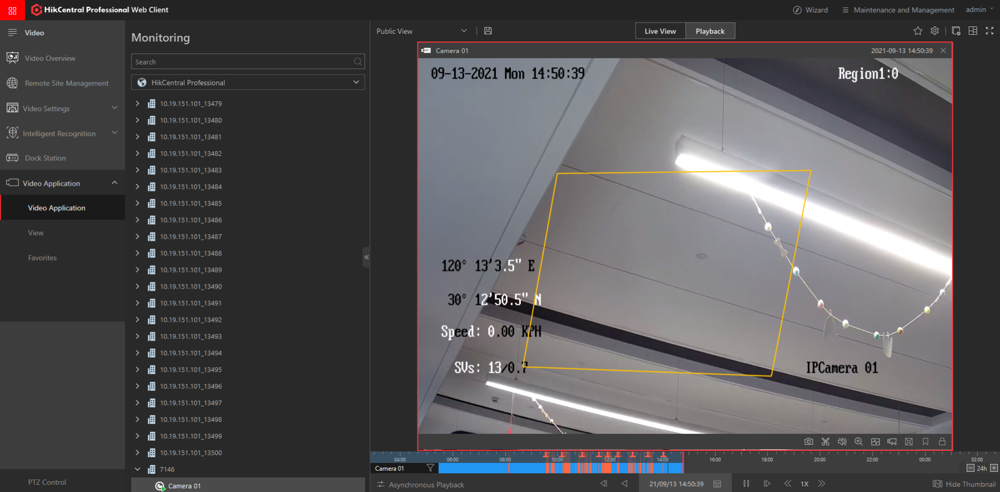 HikCentral Professional Web Client
Wizard
Maintenance and Management
admin
Video
Video Overview
Remote Site Management
Video Settings
Intelligent Recognition
Dock Station
Video Application
Video Application
View
Favorites
PTZ Control
Monitoring
Search
HikCentral Professional
10.19.151.101_13479
10.19.151.101_13480
10.19.151.101_13481
10.19.151.101_13482
10.19.151.101_13483
10.19.151.101_13484
10.19.151.101_13485
10.19.151.101_13486
10.19.151.101_13487
10.19.151.101_13488
10.19.151.101_13489
10.19.151.101_13490
10.19.151.101_13491
10.19.151.101_13492
10.19.151.101_13493
10.19.151.101_13494
10.19.151.101_13495
10.19.151.101_13496
10.19.151.101_13497
10.19.151.101_13498
10.19.151.101_13499
10.19.151.101_13500
7146
Camera 01
Public View
Live View
Playback
Camera 01
2021-09-13 14:50:39
09-13-2021 Mon 14:50:39
Region1:0
120° 13'3.5" E
30° 12'50.5" N
Speed: 0.00 KPH
SVs: 13/0.7
IPCamera 01
04:00 06:00 08:00 10:00 12:00 14:00 16:00 18:00 20:00 22:00 00:00 02:00
Camera 01
24h
Asynchronous Playback
21/09/13 14:50:39
1X
Hide Thumbnail